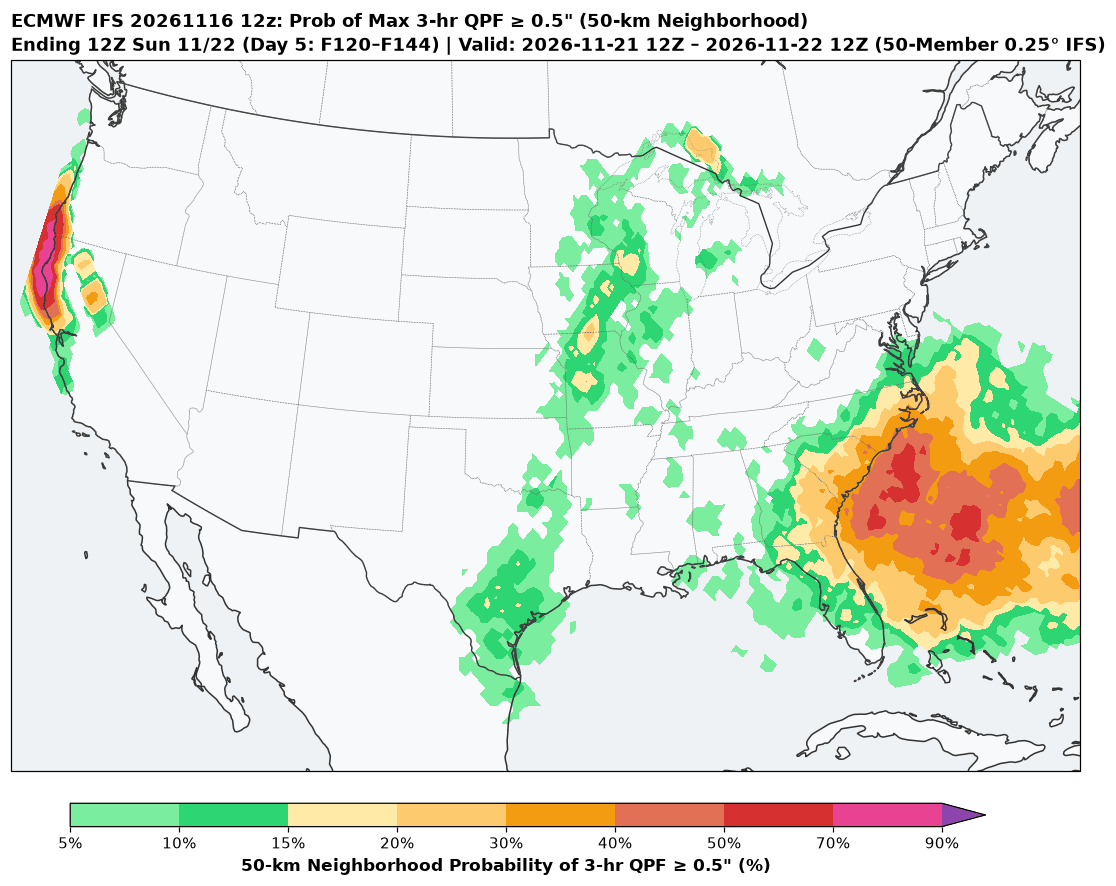 ECMWF IFS 20261116 12z: Prob of Max 3-hr QPF ≥ 0.5" (50-km Neighborhood)
Ending 12Z Sun 11/22 (Day 5: F120–F144) | Valid: 2026-11-21 12Z – 2026-11-22 12Z (50-Member 0.25° IFS)
5% 10% 15% 20% 30% 40% 50% 70% 90%
50-km Neighborhood Probability of 3-hr QPF ≥ 0.5" (%)